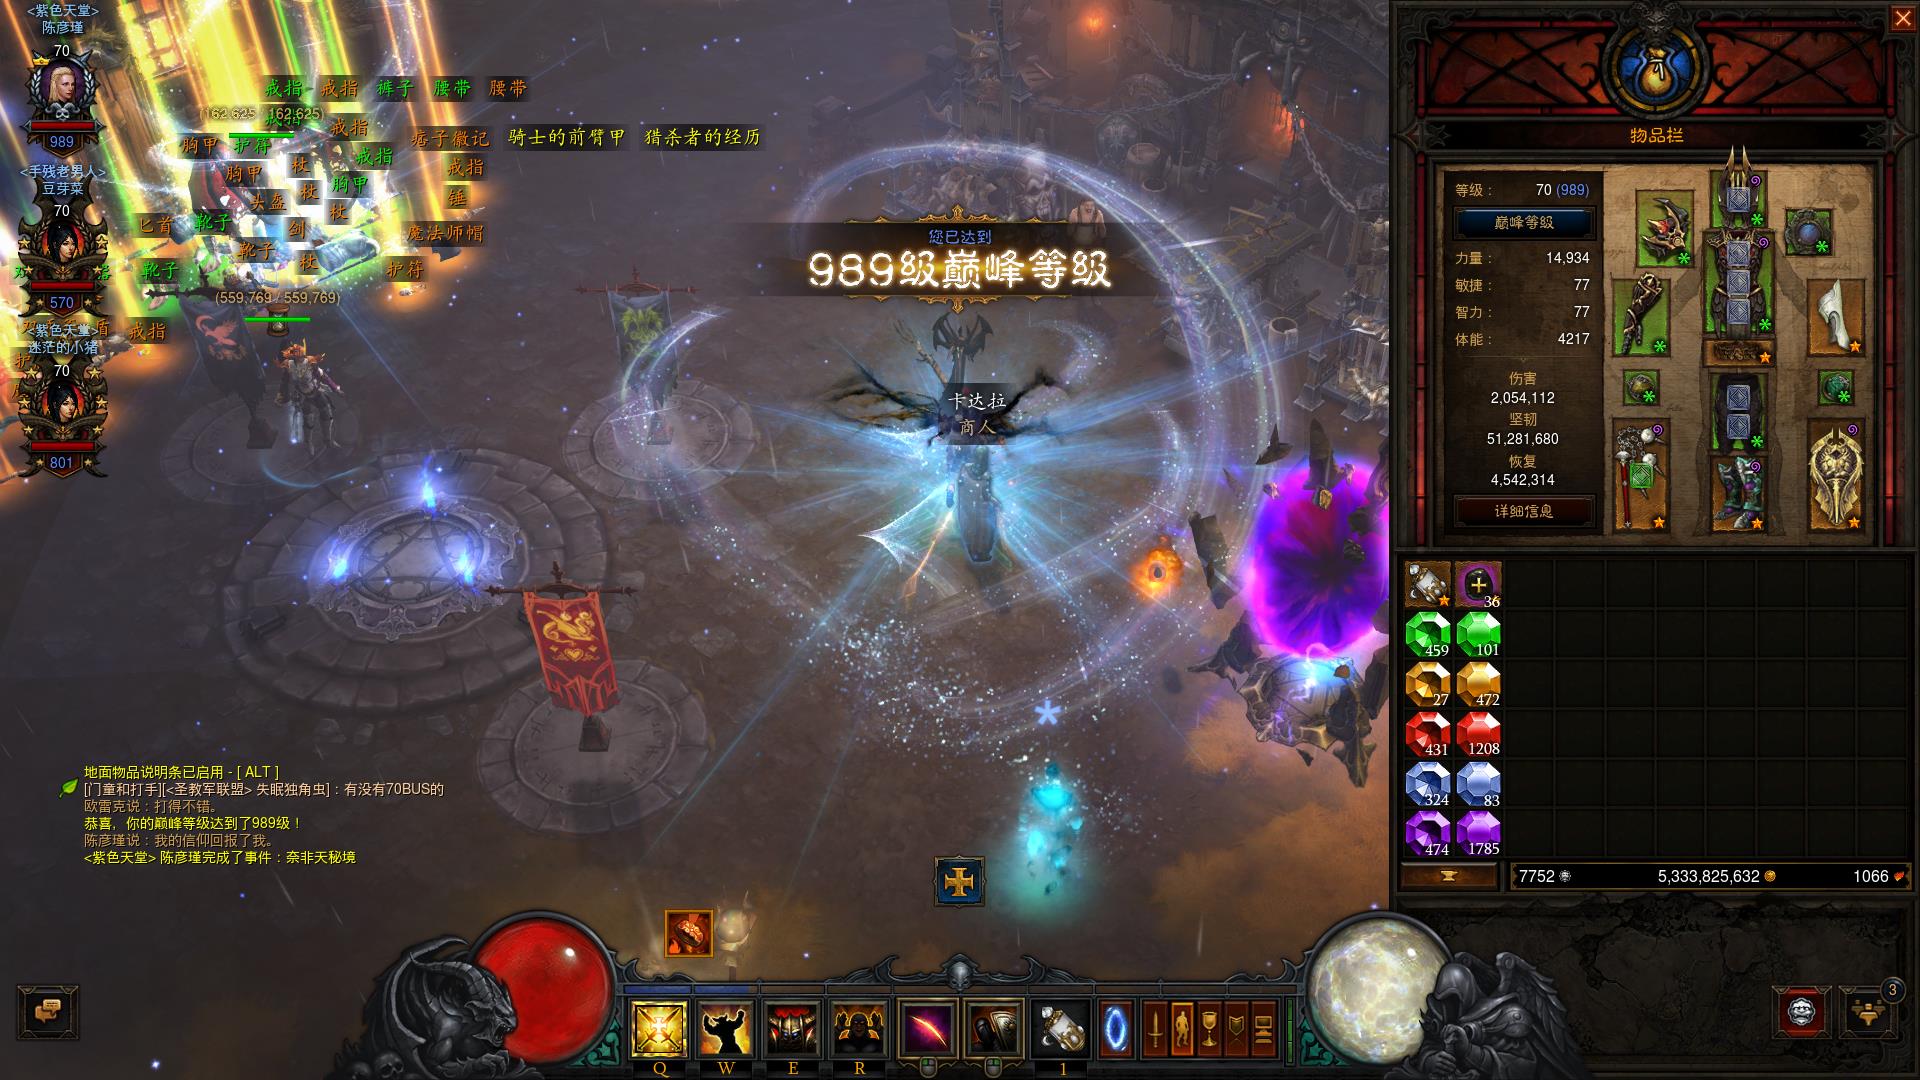 <紫色天堂>
陈彦瑾
70
989
<手残老男人>
豆芽菜
70
570
<紫色天堂>
迷茫的小猪
70
801
戒指 戒指 裤子 腰带 腰带
(162,625 / 162,625)
戒指
戒指
痞子徽记
骑士的前臂甲
猎杀者的经历
胸甲
护符
戒指
戒指
胸甲
杖
胸甲
头盔
杖
杖
锤
匕首
靴子
剑
魔法师帽
靴子
杖
护符
靴子
(559,769 / 559,769)
戒指
您已达到
989级巅峰等级
卡达拉
商人
地面物品说明条已启用 - [ ALT ]
[门童和打手][<圣教军联盟> 失眠独角虫]：有没有70BUS的
欧雷克说：打得不错。
恭喜，你的巅峰等级达到了989级！
陈彦瑾说：我的信仰回报了我。
<紫色天堂> 陈彦瑾完成了事件：奈非天秘境
Q W E R 1
物品栏
等级： 70 (989)
巅峰等级
力量： 14,934
敏捷： 77
智力： 77
体能： 4217
伤害
2,054,112
坚韧
51,281,680
恢复
4,542,314
详细信息
36
459 101
27 472
431 1208
324 83
474 1785
7752 5,333,825,632 1066
3